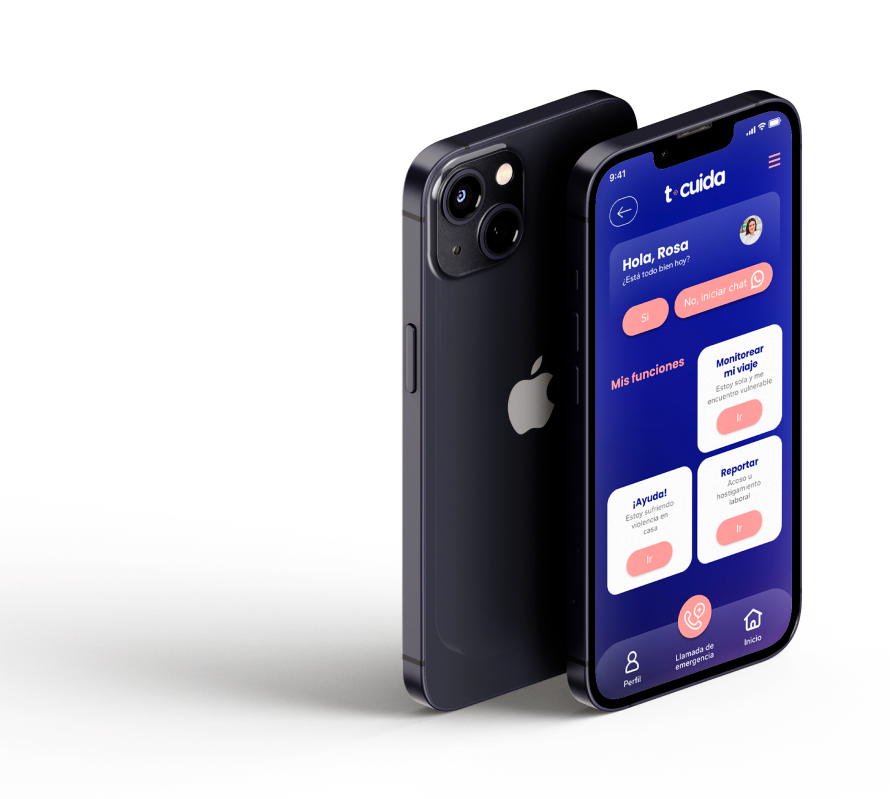 9:41
t•cuida
Hola, Rosa
¿Está todo bien hoy?
Si
No, iniciar chat
Mis funciones
Monitorear
mi viaje
Estoy sola y me
encuentro vulnerable
Ir
¡Ayuda!
Estoy sufriendo
violencia en
casa
Ir
Reportar
Acoso u
hostigamiento
laboral
Ir
Perfil
Llamada de
emergencia
Inicio